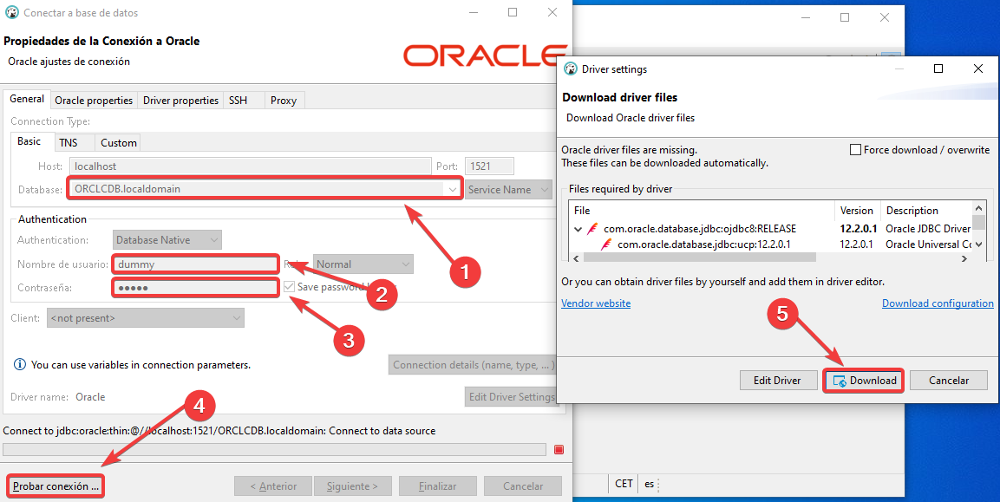 Conectar a base de datos
Propiedades de la Conexión a Oracle
Oracle ajustes de conexión
ORACLE
General Oracle properties Driver properties SSH Proxy
Connection Type:
Basic TNS Custom
Host: localhost Port: 1521
Database: ORCLCDB.localdomain Service Name
Authentication
Authentication: Database Native
Nombre de usuario: dummy Normal
Contraseña: ●●●●● Save password
Client: <not present>
1
2
3
You can use variables in connection parameters.
Connection details (name, type, ... )
Driver name: Oracle
Edit Driver Settings
4
Connect to jdbc:oracle:thin:@//localhost:1521/ORCLCDB.localdomain: Connect to data source
Probar conexión ...
< Anterior Siguiente > Finalizar Cancelar
Driver settings
Download driver files
Download Oracle driver files
Oracle driver files are missing.
These files can be downloaded automatically.
Force download / overwrite
Files required by driver
File Version Description
com.oracle.database.jdbc:ojdbc8:RELEASE 12.2.0.1 Oracle JDBC Driver
com.oracle.database.jdbc:ucp:12.2.0.1 12.2.0.1 Oracle Universal Co
Or you can obtain driver files by yourself and add them in driver editor.
Vendor website Download configuration
5
Edit Driver Download Cancelar
CET es